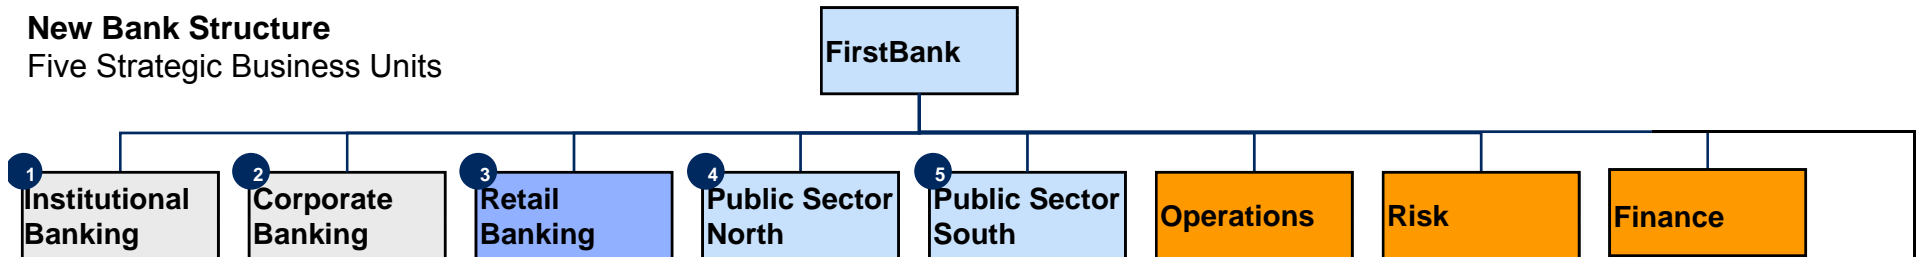 New Bank Structure
Five Strategic Business Units
FirstBank
1
Institutional
Banking
2
Corporate
Banking
3
Retail
Banking
4
Public Sector
North
5
Public Sector
South
Operations
Risk
Finance